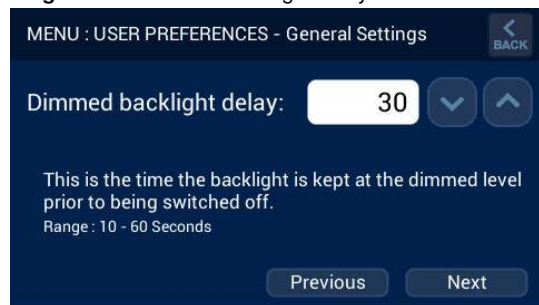 MENU : USER PREFERENCES - General Settings
BACK
Dimmed backlight delay:
30
This is the time the backlight is kept at the dimmed level
prior to being switched off.
Range : 10 - 60 Seconds
Previous
Next